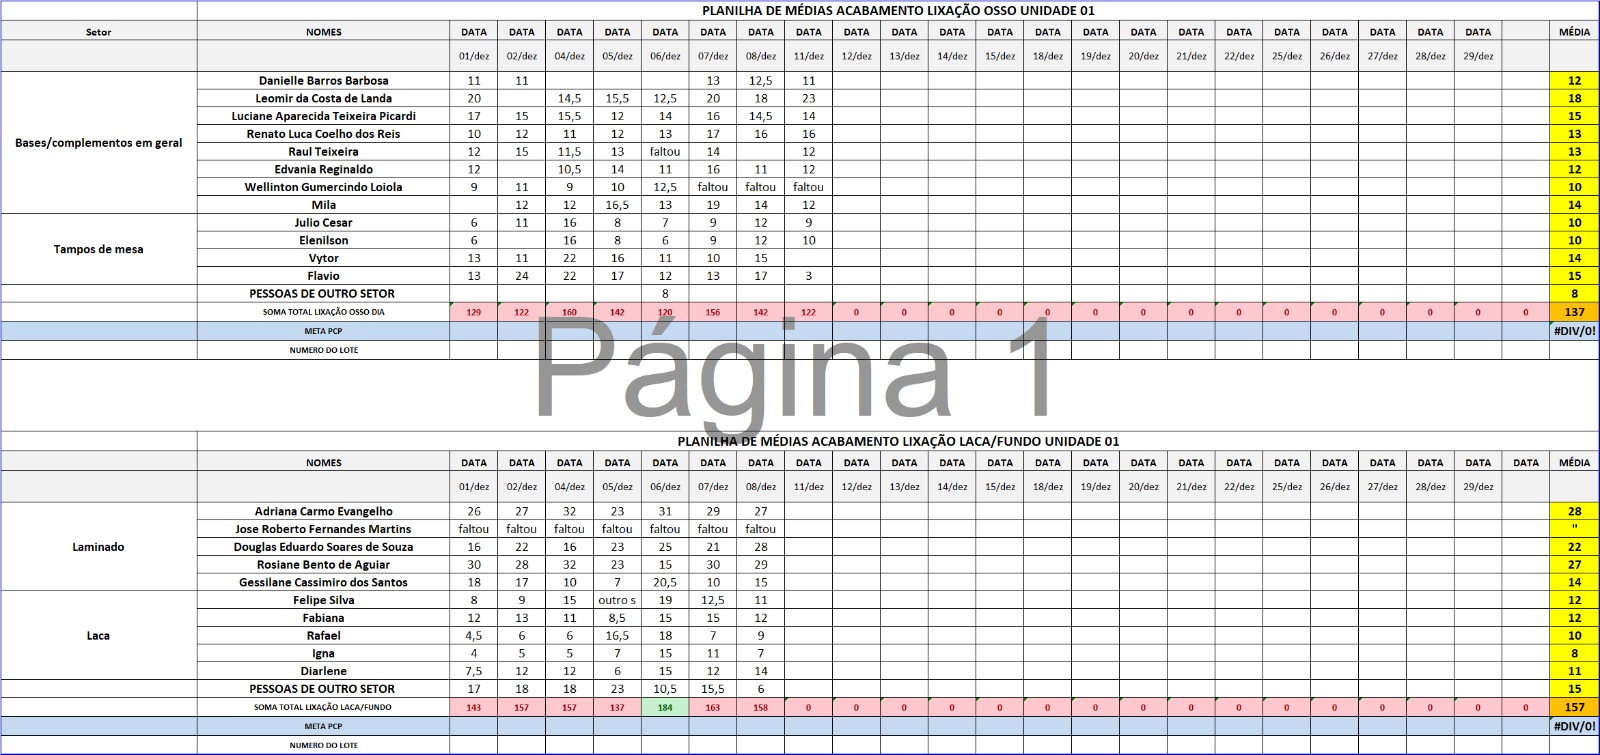 PLANILHA DE MÉDIAS ACABAMENTO LIXAÇÃO OSSO UNIDADE 01
Setor NOMES DATA DATA DATA DATA DATA DATA DATA DATA DATA DATA DATA DATA DATA DATA DATA DATA DATA DATA DATA DATA DATA DATA MÉDIA
01/dez 02/dez 04/dez 05/dez 06/dez 07/dez 08/dez 11/dez 12/dez 13/dez 14/dez 15/dez 18/dez 19/dez 20/dez 21/dez 22/dez 25/dez 26/dez 27/dez 28/dez 29/dez
Danielle Barros Barbosa 11 11 13 12,5 11 12
Leomir da Costa de Landa 20 14,5 15,5 12,5 20 18 23 18
Luciane Aparecida Teixeira Picardi 17 15 15,5 12 14 16 14,5 14 15
Renato Luca Coelho dos Reis 10 12 11 12 13 17 16 16 13
Bases/complementos em geral
Raul Teixeira 12 15 11,5 13 faltou 14 12 13
Edvania Reginaldo 12 10,5 14 11 16 11 12 12
Wellinton Gumercindo Loiola 9 11 9 10 12,5 faltou faltou faltou 10
Mila 12 12 16,5 13 19 14 12 14
Julio Cesar 6 11 16 8 7 9 12 9 10
Elenilson 6 16 8 6 9 12 10 10
Tampos de mesa
Vytor 13 11 22 16 11 10 15 14
Flavio 13 24 22 17 12 13 17 3 15
PESSOAS DE OUTRO SETOR 8 8
SOMA TOTAL LIXAÇÃO OSSO DIA 129 122 160 142 120 156 142 122 0 0 0 0 0 0 0 0 0 0 0 0 0 0 0 137
META PCP #DIV/0!
NUMERO DO LOTE
Página 1
PLANILHA DE MÉDIAS ACABAMENTO LIXAÇÃO LACA/FUNDO UNIDADE 01
NOMES DATA DATA DATA DATA DATA DATA DATA DATA DATA DATA DATA DATA DATA DATA DATA DATA DATA DATA DATA DATA DATA DATA DATA MÉDIA
01/dez 02/dez 04/dez 05/dez 06/dez 07/dez 08/dez 11/dez 12/dez 13/dez 14/dez 15/dez 18/dez 19/dez 20/dez 21/dez 22/dez 25/dez 26/dez 27/dez 28/dez 29/dez
Adriana Carmo Evangelho 26 27 32 23 31 29 27 28
Jose Roberto Fernandes Martins faltou faltou faltou faltou faltou faltou faltou "
Laminado Douglas Eduardo Soares de Souza 16 22 16 23 25 21 28 22
Rosiane Bento de Aguiar 30 28 32 23 15 30 29 27
Gessilane Cassimiro dos Santos 18 17 10 7 20,5 10 15 14
Felipe Silva 8 9 15 outro s 19 12,5 11 12
Fabiana 12 13 11 8,5 15 15 12 12
Laca Rafael 4,5 6 6 16,5 18 7 9 10
Igna 4 5 5 7 15 11 7 8
Diarlene 7,5 12 12 6 15 12 14 11
PESSOAS DE OUTRO SETOR 17 18 18 23 10,5 15,5 6 15
SOMA TOTAL LIXAÇÃO LACA/FUNDO 143 157 157 137 184 163 158 0 0 0 0 0 0 0 0 0 0 0 0 0 0 0 0 157
META PCP #DIV/0!
NUMERO DO LOTE